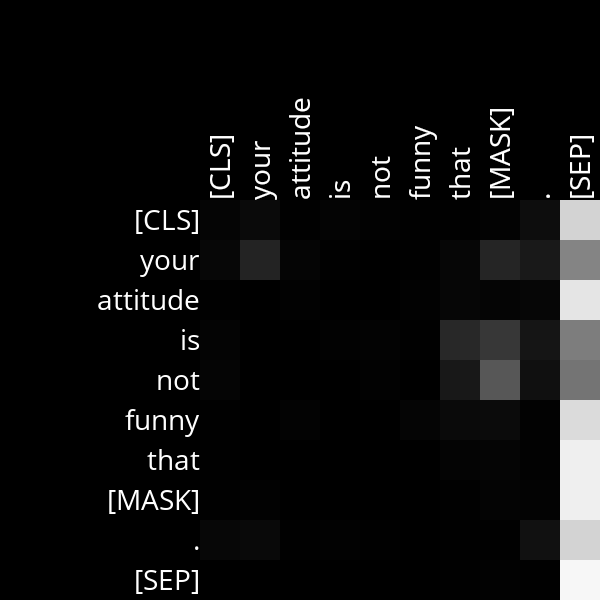 [CLS]
your
attitude
is
not
funny
that
[MASK]
.
[SEP]
[CLS]
your
attitude
is
not
funny
that
[MASK]
.
[SEP]